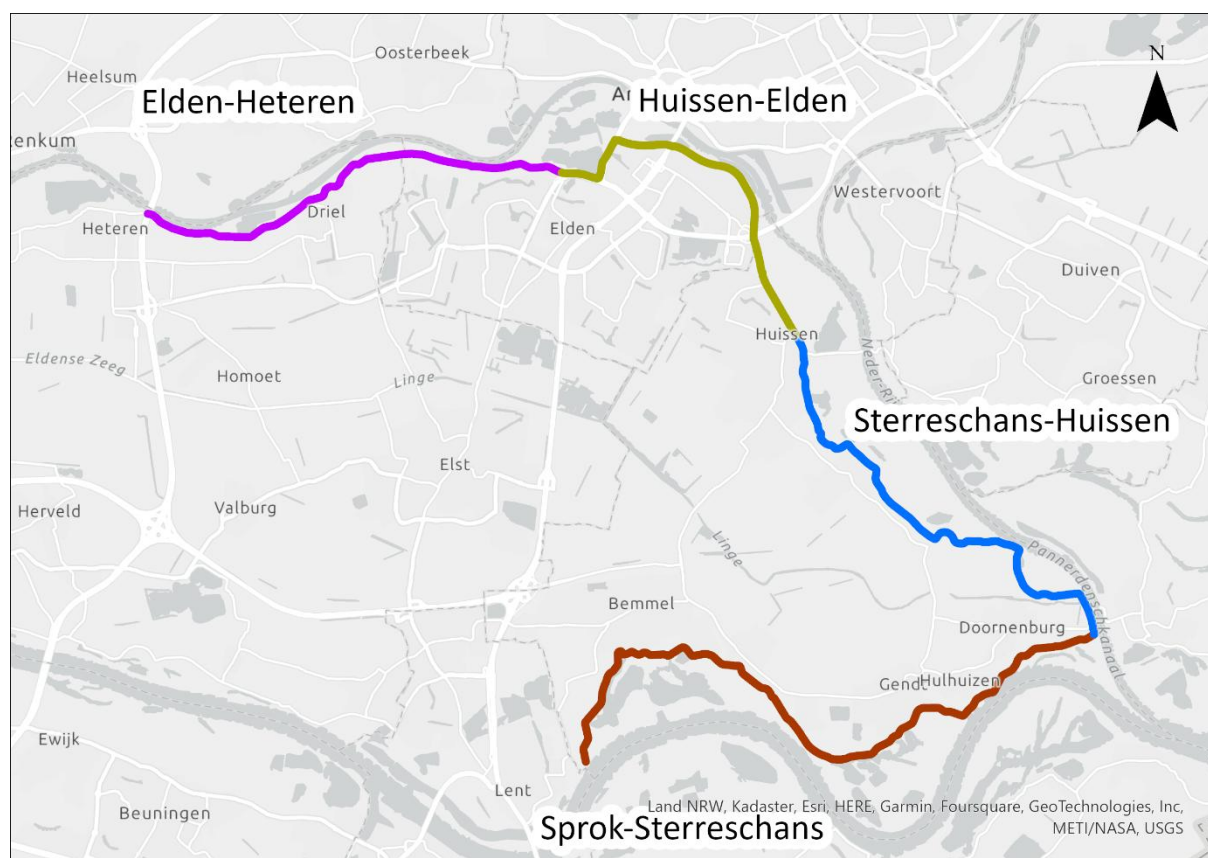 Oosterbeek
Heelsum
Elden-Heteren
Huissen-Elden
N
Ar
enkum
Westervoort
Driel
Heteren
Elden
Duiven
Huissen
Eldense Zeeg
Homoet
Linge
Neder-Rij
Groessen
Sterreschans-Huissen
Elst
Herveld
Valburg
Linge
Pannerdenschkanaal
Bemmel
Doornenburg
Gendt
Hulhuizen
Ewijk
Lent
Beuningen
Land NRW, Kadaster, Esri, HERE, Garmin, Foursquare, GeoTechnologies, Inc,
METI/NASA, USGS
Sprok-Sterreschans